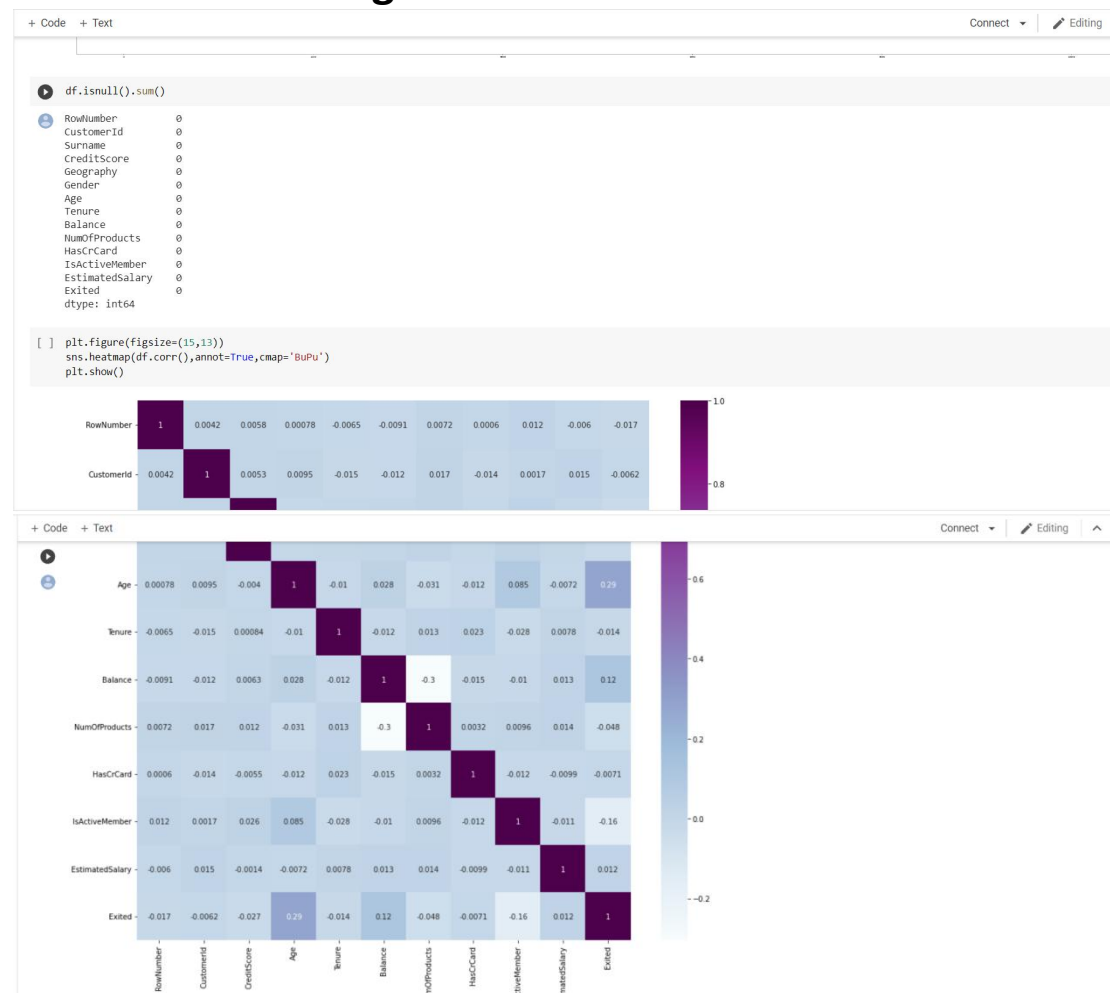 + Code + Text Connect Editing
df.isnull().sum()
RowNumber 0
CustomerId 0
Surname 0
CreditScore 0
Geography 0
Gender 0
Age 0
Tenure 0
Balance 0
NumOfProducts 0
HasCrCard 0
IsActiveMember 0
EstimatedSalary 0
Exited 0
dtype: int64
[ ] plt.figure(figsize=(15,13))
sns.heatmap(df.corr(),annot=True,cmap='BuPu')
plt.show()
1.0
RowNumber 1 0.0042 0.0058 0.00078 -0.0065 -0.0091 0.0072 0.0006 0.012 -0.006 -0.017
CustomerId 0.0042 1 0.0053 0.0095 -0.015 -0.012 0.017 -0.014 0.0017 0.015 -0.0062
0.8
+ Code + Text Connect Editing
Age 0.00078 0.0095 -0.004 1 -0.01 0.028 -0.031 -0.012 0.085 -0.0072 0.29
0.6
Tenure -0.0065 -0.015 0.00084 -0.01 1 -0.012 0.013 0.023 -0.028 0.0078 -0.014
0.4
Balance -0.0091 -0.012 0.0063 0.028 -0.012 1 -0.3 -0.015 -0.01 0.013 0.12
NumOfProducts 0.0072 0.017 0.012 -0.031 0.013 -0.3 1 0.0032 0.0096 0.014 -0.048
0.2
HasCrCard 0.0006 -0.014 -0.0055 -0.012 0.023 -0.015 0.0032 1 -0.012 -0.0099 -0.0071
IsActiveMember 0.012 0.0017 0.026 0.085 -0.028 -0.01 0.0096 -0.012 1 -0.011 -0.16
0.0
EstimatedSalary -0.006 0.015 -0.0014 -0.0072 0.0078 0.013 0.014 -0.0099 -0.011 1 0.012
-0.2
Exited -0.017 -0.0062 -0.027 0.29 -0.014 0.12 -0.048 -0.0071 -0.16 0.012 1
RowNumber
CustomerId
CreditScore
Age
Tenure
Balance
mOfProducts
HasCrCard
ctiveMember
matedSalary
Exited